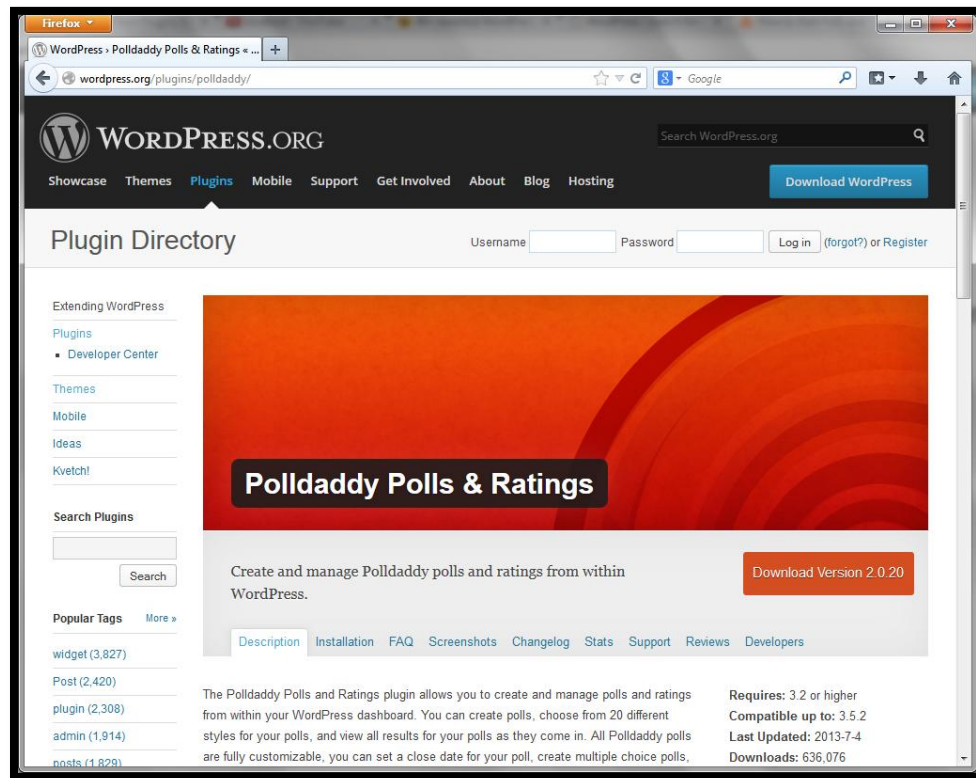 Firefox
WordPress › Polldaddy Polls & Ratings « ...
wordpress.org/plugins/polldaddy/
Google
WORDPRESS.ORG
Search WordPress.org
Showcase Themes Plugins Mobile Support Get Involved About Blog Hosting
Download WordPress
Plugin Directory
Username
Password
Log in (forgot?) or Register
Extending WordPress
Plugins
Developer Center
Themes
Mobile
Ideas
Kvetch!
Search Plugins
Search
Popular Tags More »
widget (3,827)
Post (2,420)
plugin (2,308)
admin (1,914)
posts (1,829)
Polldaddy Polls & Ratings
Create and manage Polldaddy polls and ratings from within
WordPress.
Download Version 2.0.20
Description Installation FAQ Screenshots Changelog Stats Support Reviews Developers
The Polldaddy Polls and Ratings plugin allows you to create and manage polls and ratings
from within your WordPress dashboard. You can create polls, choose from 20 different
styles for your polls, and view all results for your polls as they come in. All Polldaddy polls
are fully customizable, you can set a close date for your poll, create multiple choice polls,
Requires: 3.2 or higher
Compatible up to: 3.5.2
Last Updated: 2013-7-4
Downloads: 636,076